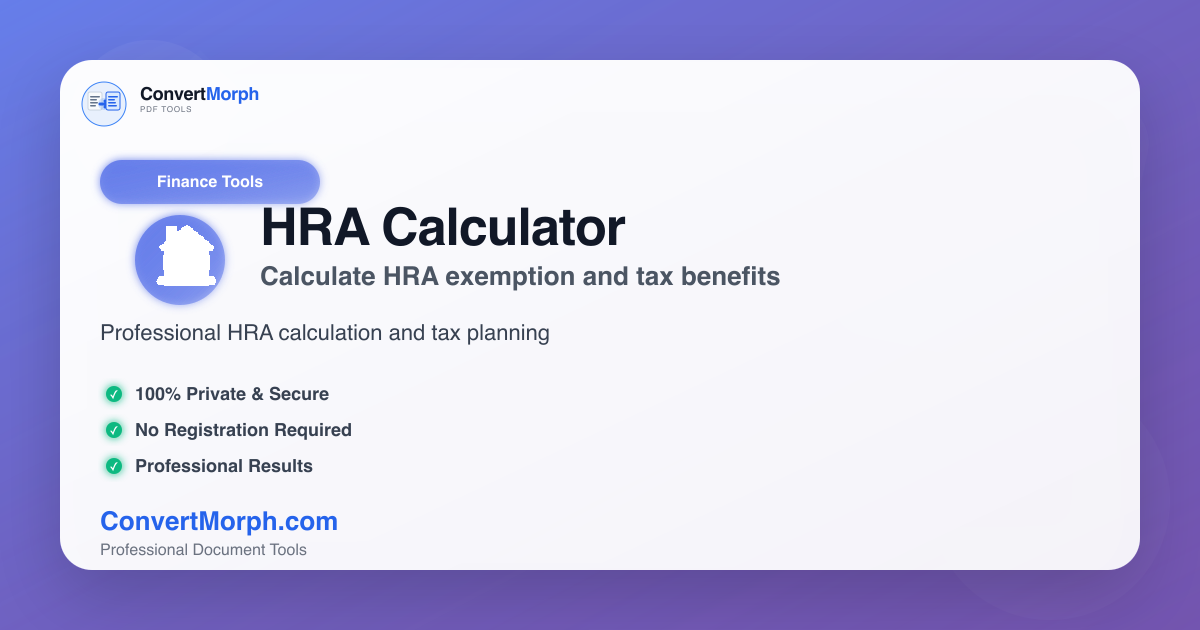 ConvertMorph
PDF TOOLS
Finance Tools
HRA Calculator
Calculate HRA exemption and tax benefits
Professional HRA calculation and tax planning
100% Private & Secure
No Registration Required
Professional Results
ConvertMorph.com
Professional Document Tools